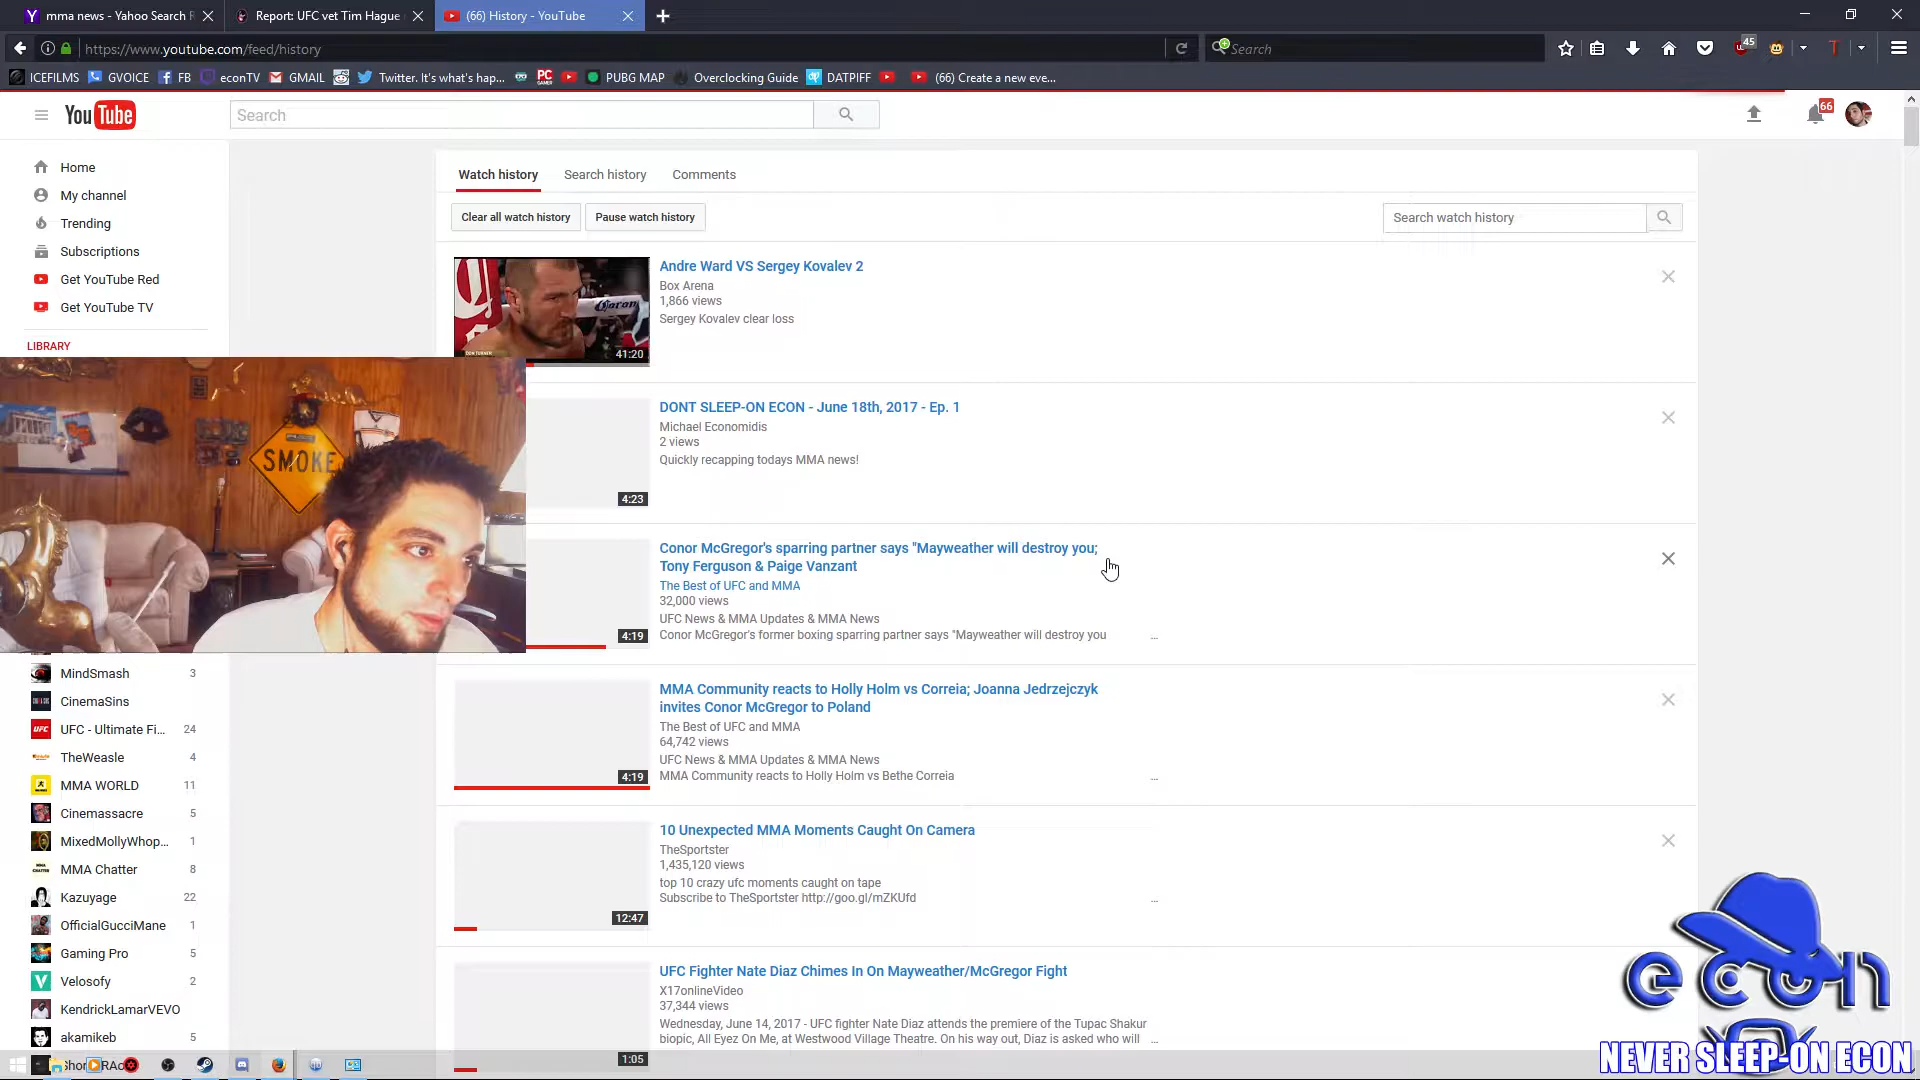 mma news - Yahoo Search R
Report: UFC vet Tim Hague
(66) History - YouTube
https://www.youtube.com/feed/history
Search
45
ICEFILMS
GVOICE
FB
econTV
GMAIL
Twitter. It's what's hap...
PC
PUBG MAP
Overclocking Guide
DATPIFF
(66) Create a new eve...
YouTube
Search
66
Home
My channel
Trending
Subscriptions
Get YouTube Red
Get YouTube TV
LIBRARY
Watch history
Search history
Comments
Clear all watch history
Pause watch history
Search watch history
Corona
41:20
Andre Ward VS Sergey Kovalev 2
Box Arena
1,866 views
Sergey Kovalev clear loss
DONT SLEEP-ON ECON - June 18th, 2017 - Ep. 1
Michael Economidis
2 views
Quickly recapping todays MMA news!
4:23
SMOKE
Conor McGregor's sparring partner says "Mayweather will destroy you;
Tony Ferguson & Paige Vanzant
The Best of UFC and MMA
32,000 views
UFC News & MMA Updates & MMA News
Conor McGregor's former boxing sparring partner says "Mayweather will destroy you
...
4:19
MMA Community reacts to Holly Holm vs Correia; Joanna Jedrzejczyk
invites Conor McGregor to Poland
The Best of UFC and MMA
64,742 views
UFC News & MMA Updates & MMA News
MMA Community reacts to Holly Holm vs Bethe Correia
...
4:19
10 Unexpected MMA Moments Caught On Camera
TheSportster
1,435,120 views
top 10 crazy ufc moments caught on tape
Subscribe to TheSportster http://goo.gl/mZKUfd
...
12:47
UFC Fighter Nate Diaz Chimes In On Mayweather/McGregor Fight
X17onlineVideo
37,344 views
Wednesday, June 14, 2017 - UFC fighter Nate Diaz attends the premiere of the Tupac Shakur
biopic, All Eyez On Me, at Westwood Village Theatre. On his way out, Diaz is asked who will
...
1:05
MindSmash 3
CinemaSins
UFC - Ultimate Fi... 24
TheWeasle 4
MMA WORLD 11
Cinemassacre 5
MixedMollyWhop... 1
MMA Chatter 8
Kazuyage 22
OfficialGucciMane 1
Gaming Pro 5
Velosofy 2
KendrickLamarVEVO
akamikeb 5
econ
NEVER SLEEP-ON ECON